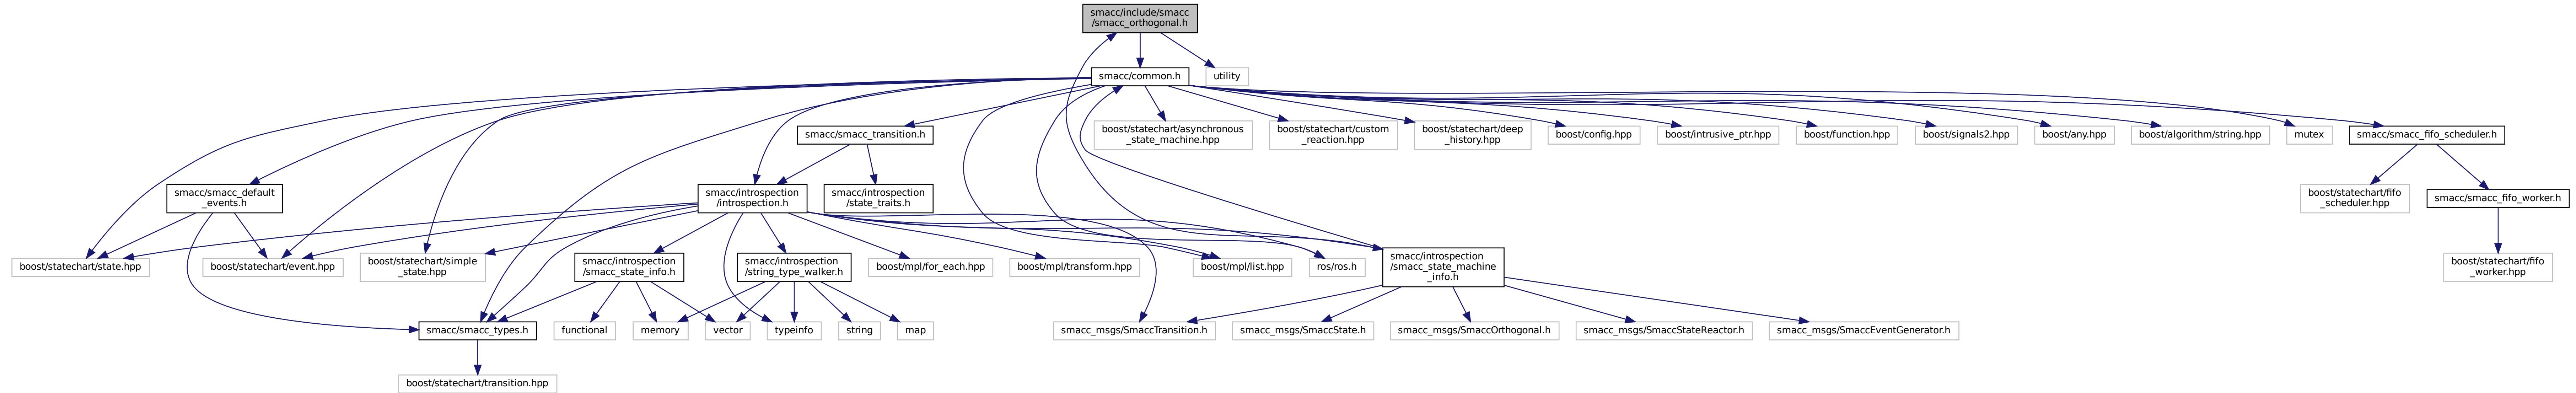 smacc/include/smacc
/smacc_orthogonal.h
smacc/common.h
utility
smacc/smacc_transition.h
boost/statechart/asynchronous
_state_machine.hpp
boost/statechart/custom
_reaction.hpp
boost/statechart/deep
_history.hpp
boost/config.hpp
boost/intrusive_ptr.hpp
boost/function.hpp
boost/signals2.hpp
boost/any.hpp
boost/algorithm/string.hpp
mutex
smacc/smacc_fifo_scheduler.h
smacc/smacc_default
_events.h
smacc/introspection
/introspection.h
smacc/introspection
/state_traits.h
boost/statechart/fifo
_scheduler.hpp
smacc/smacc_fifo_worker.h
boost/statechart/state.hpp
boost/statechart/event.hpp
boost/statechart/simple
_state.hpp
smacc/introspection
/smacc_state_info.h
smacc/introspection
/string_type_walker.h
boost/mpl/for_each.hpp
boost/mpl/transform.hpp
boost/mpl/list.hpp
ros/ros.h
smacc/introspection
/smacc_state_machine
_info.h
boost/statechart/fifo
_worker.hpp
smacc/smacc_types.h
functional
memory
vector
typeinfo
string
map
smacc_msgs/SmaccTransition.h
smacc_msgs/SmaccState.h
smacc_msgs/SmaccOrthogonal.h
smacc_msgs/SmaccStateReactor.h
smacc_msgs/SmaccEventGenerator.h
boost/statechart/transition.hpp